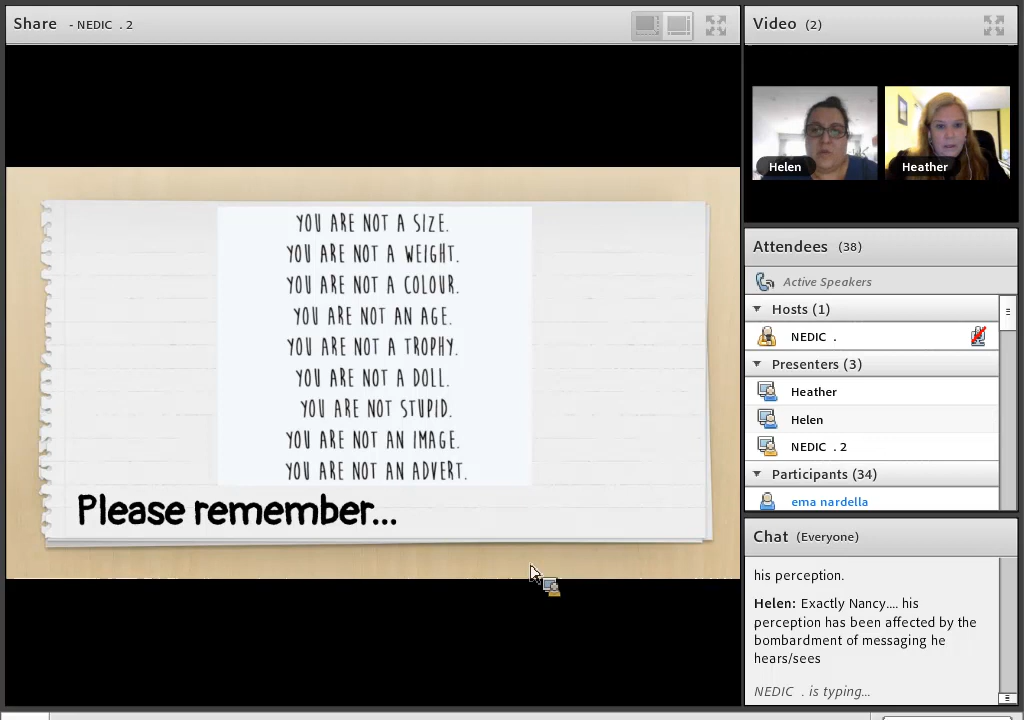 Share - NEDIC . 2
YOU ARE NOT A SIZE.
YOU ARE NOT A WEIGHT.
YOU ARE NOT A COLOUR.
YOU ARE NOT AN AGE.
YOU ARE NOT A TROPHY.
YOU ARE NOT A DOLL.
YOU ARE NOT STUPID.
YOU ARE NOT AN IMAGE.
YOU ARE NOT AN ADVERT.
Please remember...
Video (2)
Helen
Heather
Attendees (38)
Active Speakers
Hosts (1)
NEDIC .
Presenters (3)
Heather
Helen
NEDIC . 2
Participants (34)
ema nardella
Chat (Everyone)
his perception.
Helen: Exactly Nancy.... his
perception has been affected by the
bombardment of messaging he
hears/sees
NEDIC . is typing...